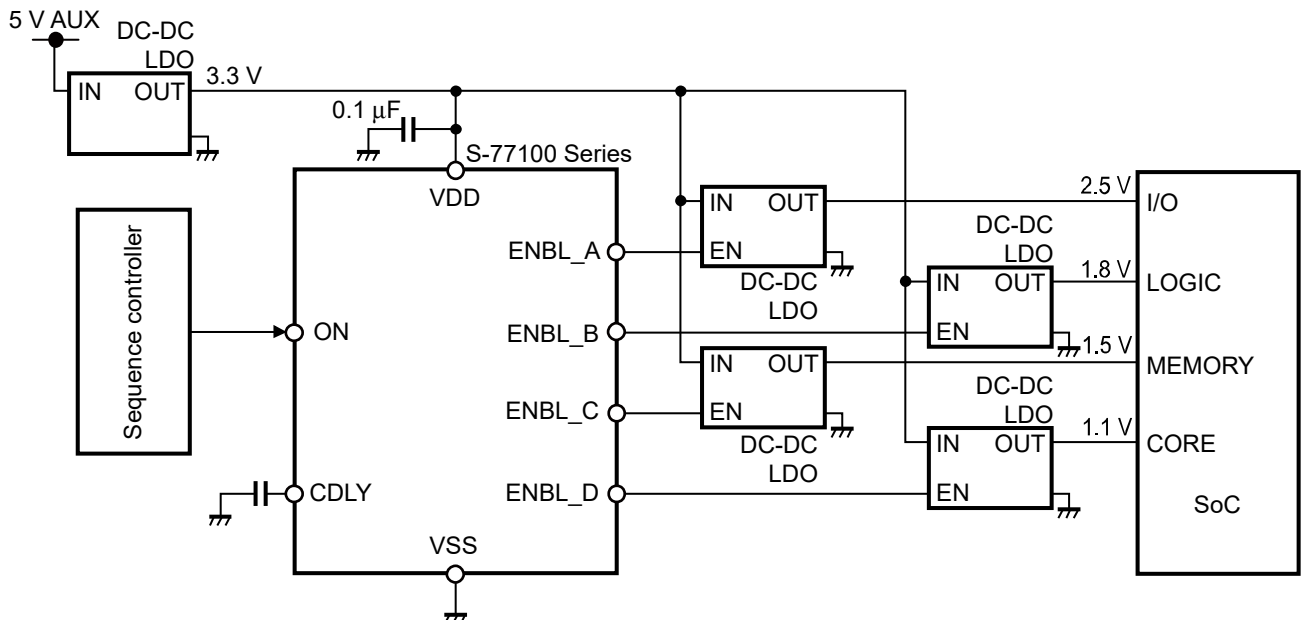 5 V AUX
DC-DC
LDO
IN OUT
3.3 V
0.1 μF
S-77100 Series
VDD
Sequence controller
ON
CDLY
VSS
ENBL_A
ENBL_B
ENBL_C
ENBL_D
IN OUT
EN
DC-DC
LDO
DC-DC
LDO
IN OUT
EN
IN OUT
EN
DC-DC
LDO
DC-DC
LDO
IN OUT
EN
2.5 V
I/O
1.8 V
LOGIC
1.5 V
MEMORY
1.1 V
CORE
SoC